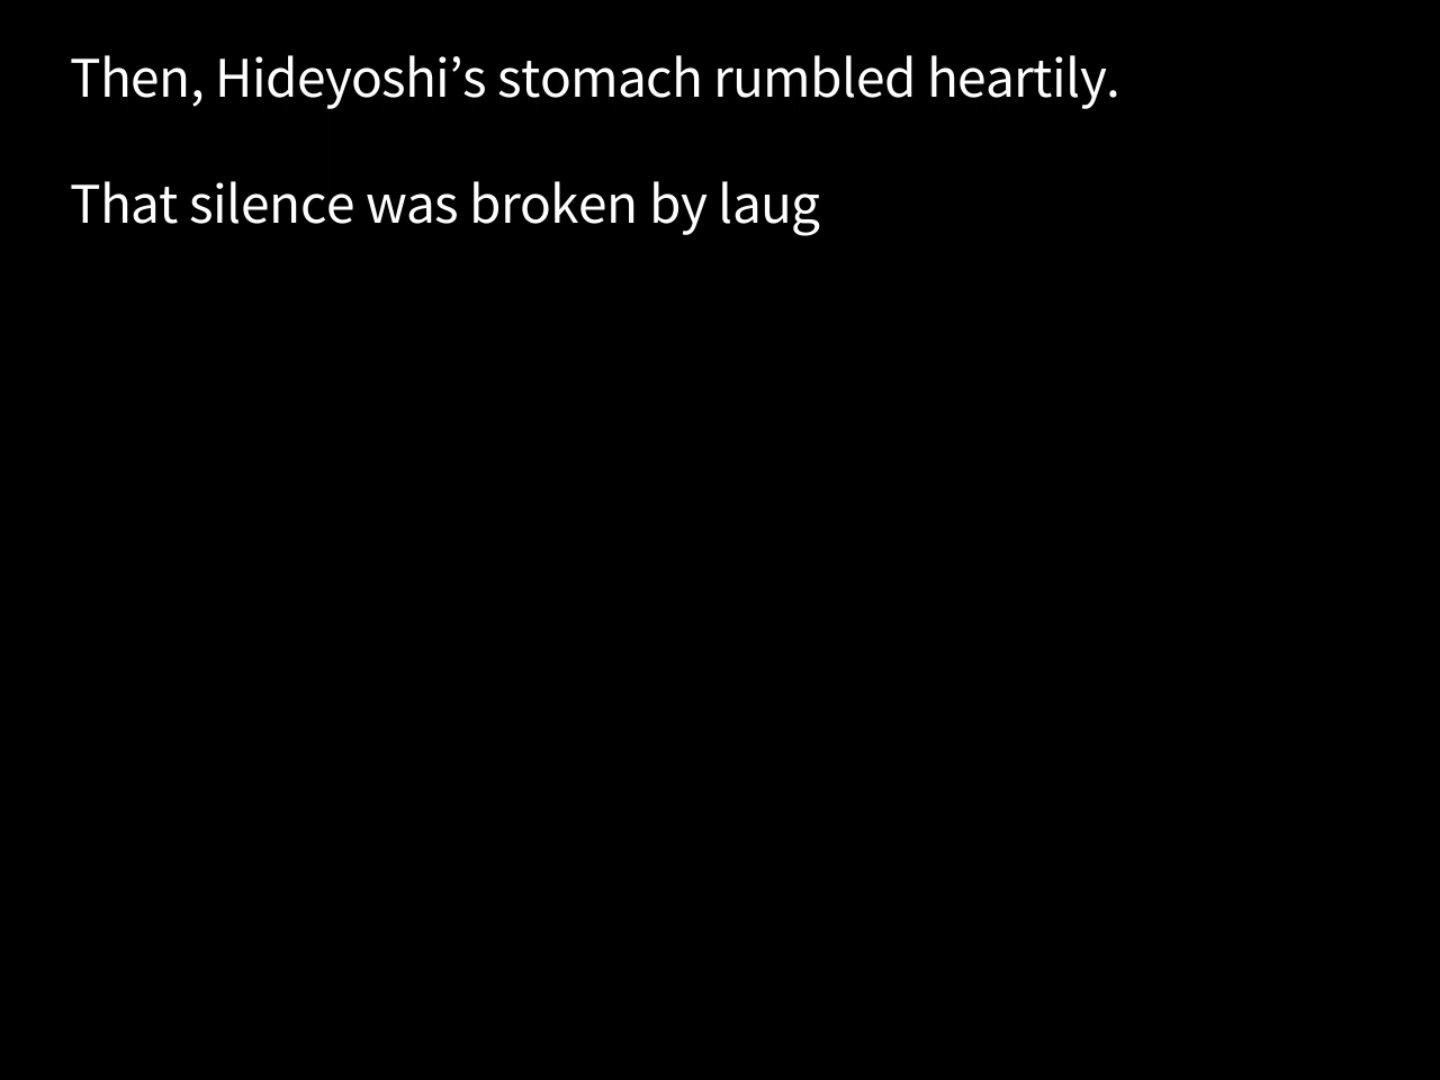 Then, Hideyoshi’s stomach rumbled heartily.
That silence was broken by laug